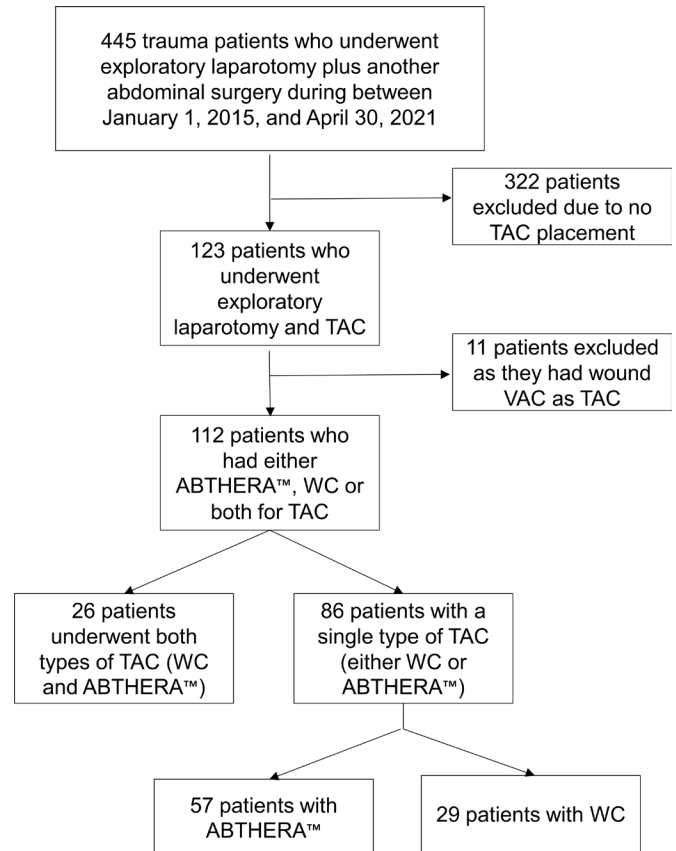 445 trauma patients who underwent
exploratory laparotomy plus another
abdominal surgery during between
January 1, 2015, and April 30, 2021
322 patients
excluded due to no
TAC placement
123 patients who
underwent
exploratory
laparotomy and TAC
11 patients excluded
as they had wound
VAC as TAC
112 patients who
had either
ABTHERA™, WC or
both for TAC
26 patients
underwent both
types of TAC (WC
and ABTHERA™)
86 patients with a
single type of TAC
(either WC or
ABTHERA™)
57 patients with
ABTHERA™
29 patients with WC